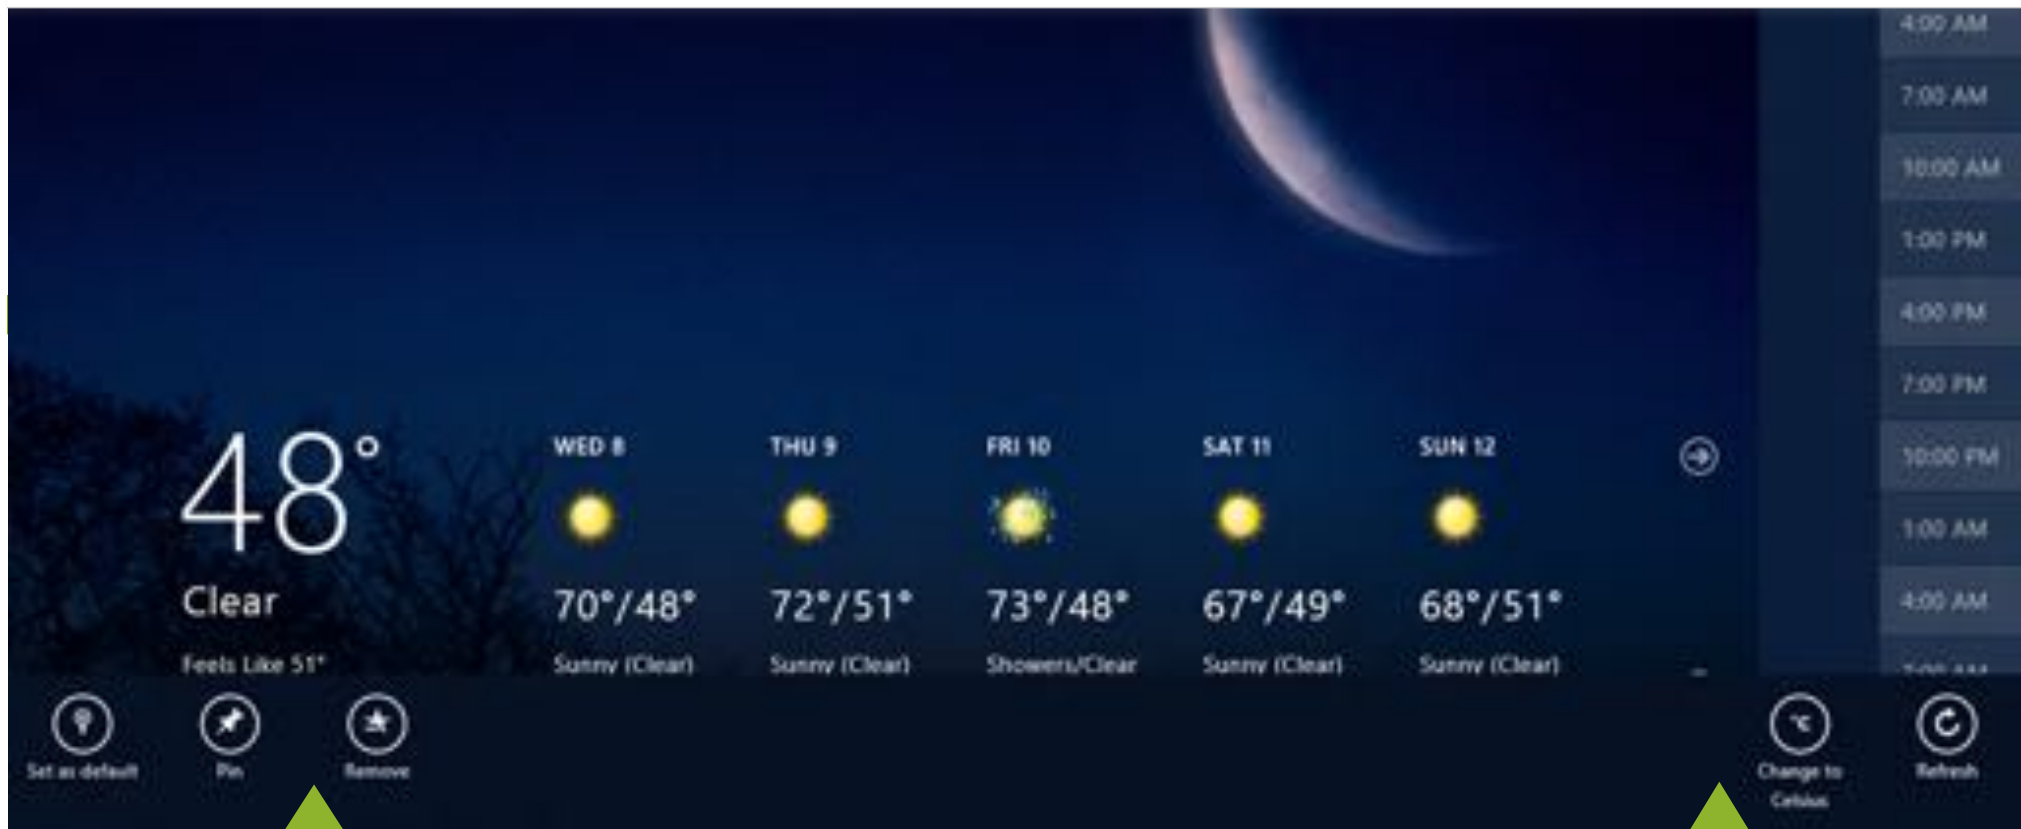 48°
Clear
Feels Like 51°
WED 8
70°/48°
Sunny (Clear)
THU 9
72°/51°
Sunny (Clear)
FRI 10
73°/48°
Showers/Clear
SAT 11
67°/49°
Sunny (Clear)
SUN 12
68°/51°
Sunny (Clear)
4:00 AM
7:00 AM
10:00 AM
1:00 PM
4:00 PM
7:00 PM
10:00 PM
1:00 AM
4:00 AM
Set as default
Pin
Remove
°C
Change to
Celsius
Refresh